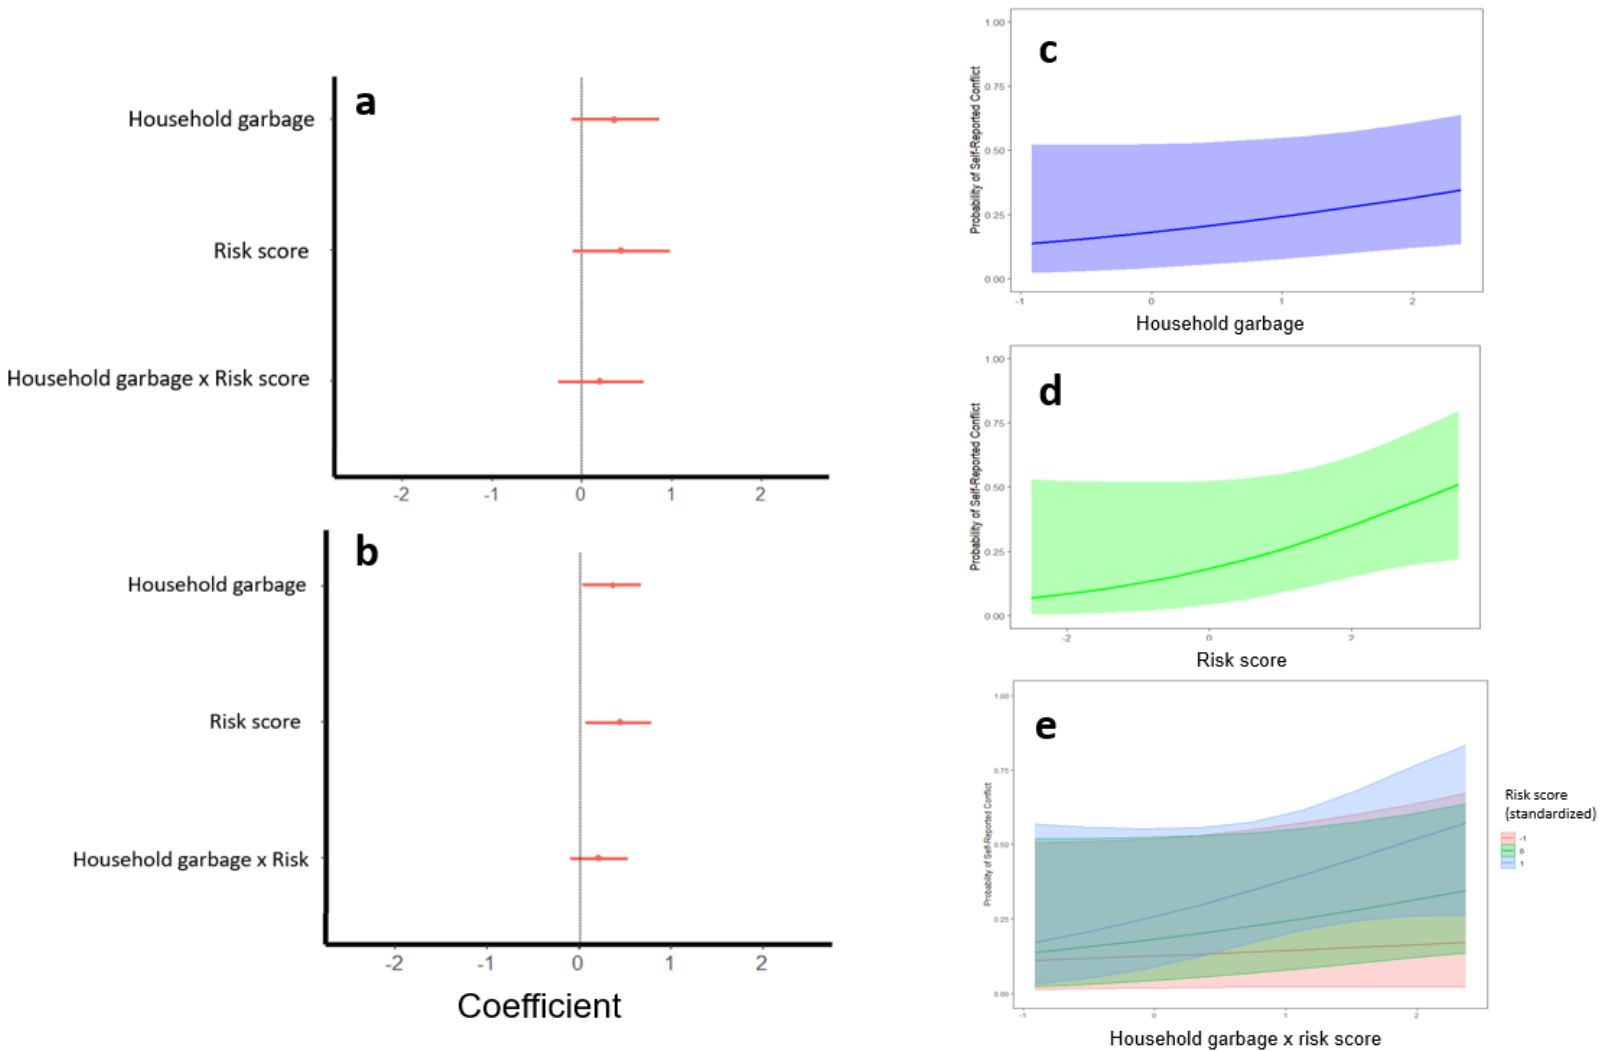 a
Household garbage
Risk score
Household garbage x Risk score
-2 -1 0 1 2
b
Household garbage
Risk score
Household garbage x Risk
-2 -1 0 1 2
Coefficient
c
Probability of Self-Reported Conflict
1.00
0.75
0.50
0.25
0.00
-1 0 1 2
Household garbage
d
Probability of Self-Reported Conflict
1.00
0.75
0.50
0.25
0.00
-2 0 2
Risk score
e
Probability of Self-Reported Conflict
1.00
0.75
0.50
0.25
0.00
-1 0 1 2
Household garbage x risk score
Risk score
(standardized)
-1
0
1